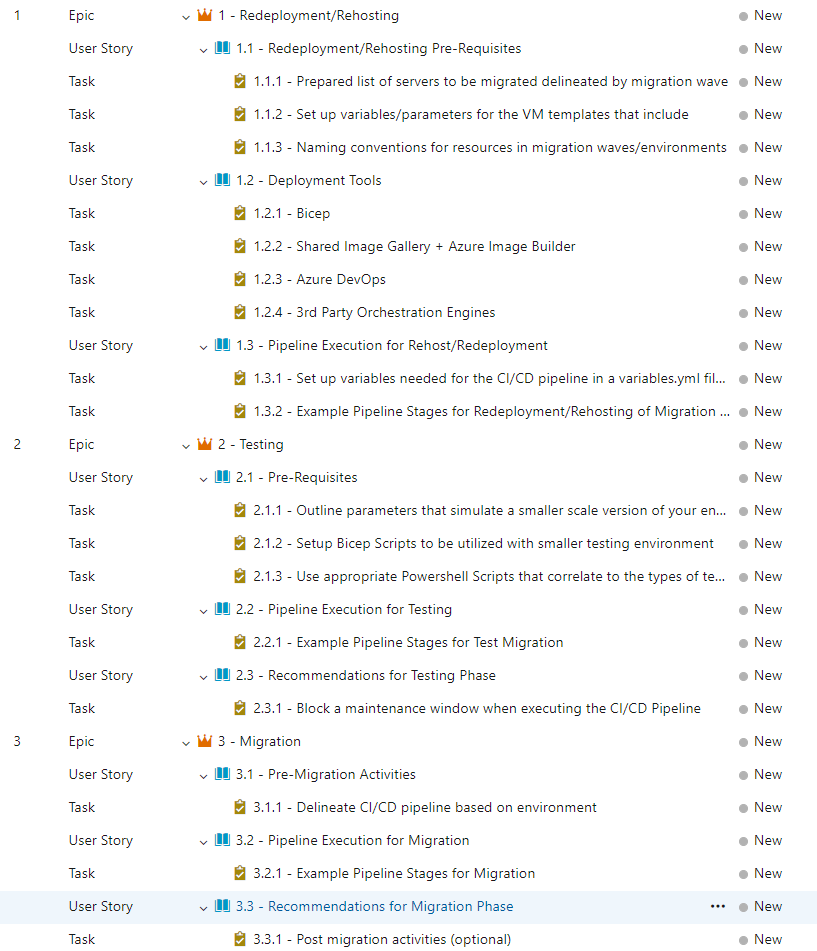 1 Epic 1 - Redeployment/Rehosting New
User Story 1.1 - Redeployment/Rehosting Pre-Requisites New
Task 1.1.1 - Prepared list of servers to be migrated delineated by migration wave New
Task 1.1.2 - Set up variables/parameters for the VM templates that include New
Task 1.1.3 - Naming conventions for resources in migration waves/environments New
User Story 1.2 - Deployment Tools New
Task 1.2.1 - Bicep New
Task 1.2.2 - Shared Image Gallery + Azure Image Builder New
Task 1.2.3 - Azure DevOps New
Task 1.2.4 - 3rd Party Orchestration Engines New
User Story 1.3 - Pipeline Execution for Rehost/Redeployment New
Task 1.3.1 - Set up variables needed for the CI/CD pipeline in a variables.yml fil... New
Task 1.3.2 - Example Pipeline Stages for Redeployment/Rehosting of Migration ... New
2 Epic 2 - Testing New
User Story 2.1 - Pre-Requisites New
Task 2.1.1 - Outline parameters that simulate a smaller scale version of your en... New
Task 2.1.2 - Setup Bicep Scripts to be utilized with smaller testing environment New
Task 2.1.3 - Use appropriate Powershell Scripts that correlate to the types of te... New
User Story 2.2 - Pipeline Execution for Testing New
Task 2.2.1 - Example Pipeline Stages for Test Migration New
User Story 2.3 - Recommendations for Testing Phase New
Task 2.3.1 - Block a maintenance window when executing the CI/CD Pipeline New
3 Epic 3 - Migration New
User Story 3.1 - Pre-Migration Activities New
Task 3.1.1 - Delineate CI/CD pipeline based on environment New
User Story 3.2 - Pipeline Execution for Migration New
Task 3.2.1 - Example Pipeline Stages for Migration New
User Story 3.3 - Recommendations for Migration Phase ... New
Task 3.3.1 - Post migration activities (optional) New